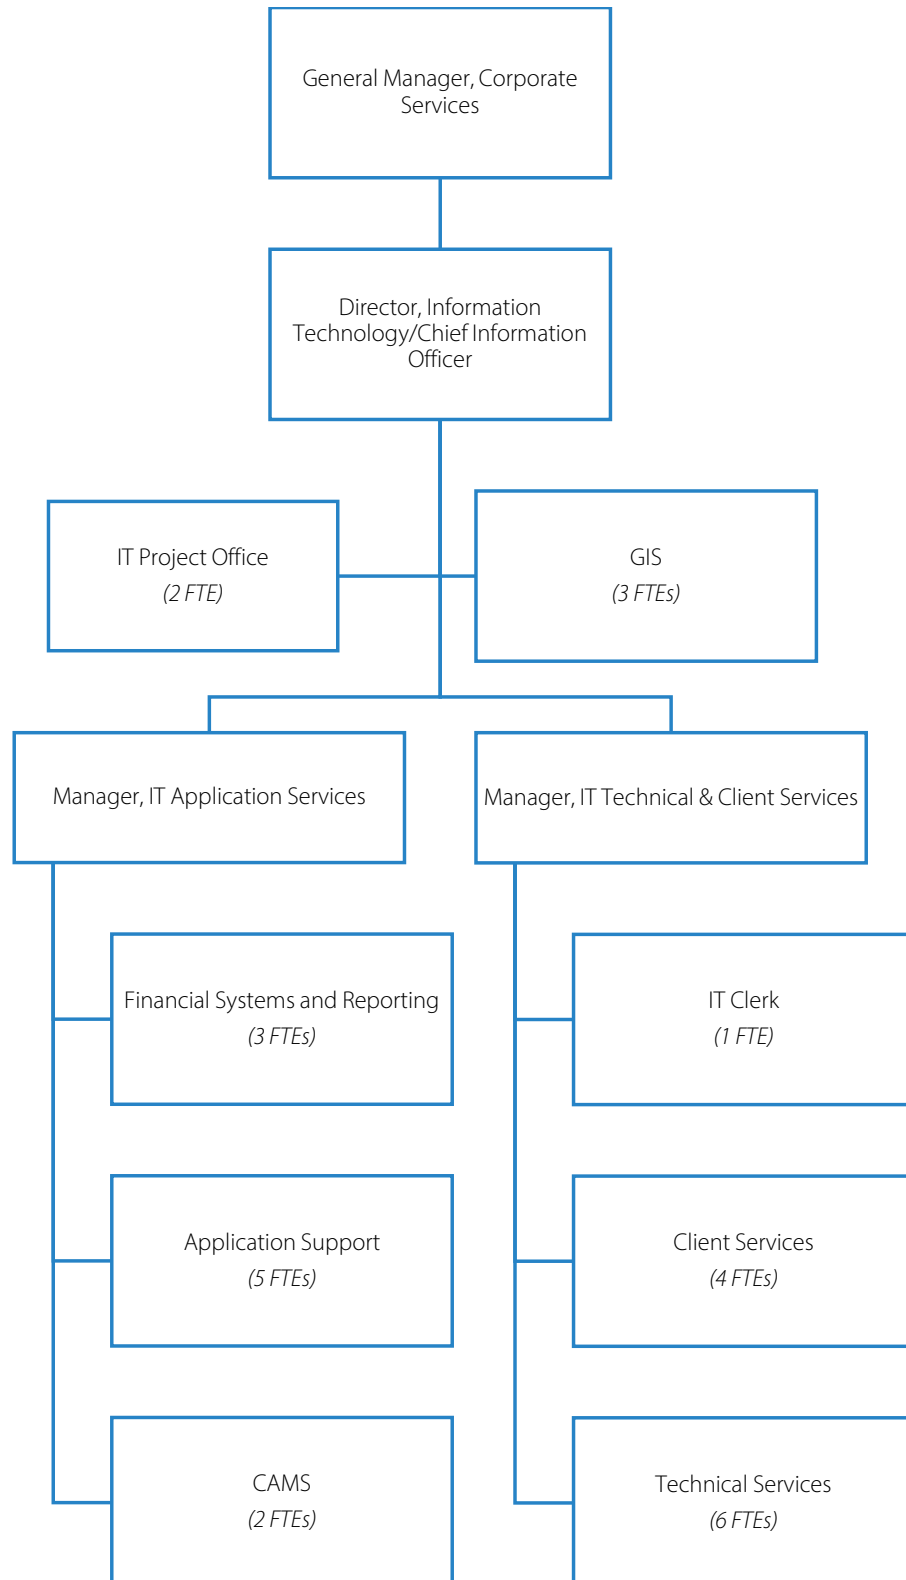 General Manager, Corporate
Services
Director, Information
Technology/Chief Information
Officer
IT Project Office
(2 FTE)
GIS
(3 FTEs)
Manager, IT Application Services
Manager, IT Technical & Client Services
Financial Systems and Reporting
(3 FTEs)
IT Clerk
(1 FTE)
Application Support
(5 FTEs)
Client Services
(4 FTEs)
CAMS
(2 FTEs)
Technical Services
(6 FTEs)